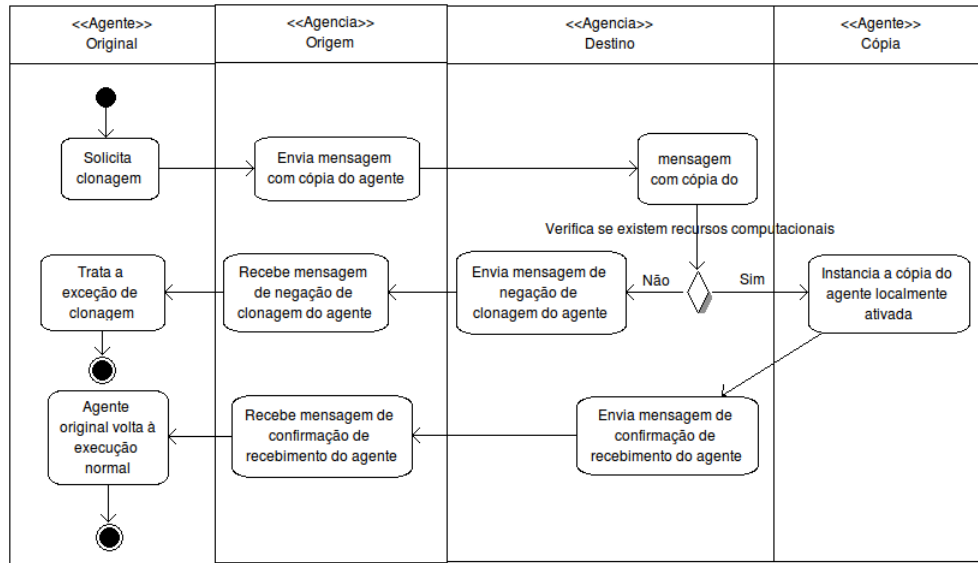 <<Agente>>
Original
<<Agencia>>
Origem
<<Agencia>>
Destino
<<Agente>>
Cópia
Solicita
clonagem
Envia mensagem
com cópia do agente
mensagem
com cópia do
Verifica se existem recursos computacionais
Trata a
exceção de
clonagem
Recebe mensagem
de negação de
clonagem do agente
Envia mensagem de
negação de
clonagem do agente
Não
Sim
Instancia a cópia do
agente localmente
ativada
Agente
original volta à
execução
normal
Recebe mensagem de
confirmação de
recebimento do agente
Envia mensagem de
confirmação de
recebimento do agente